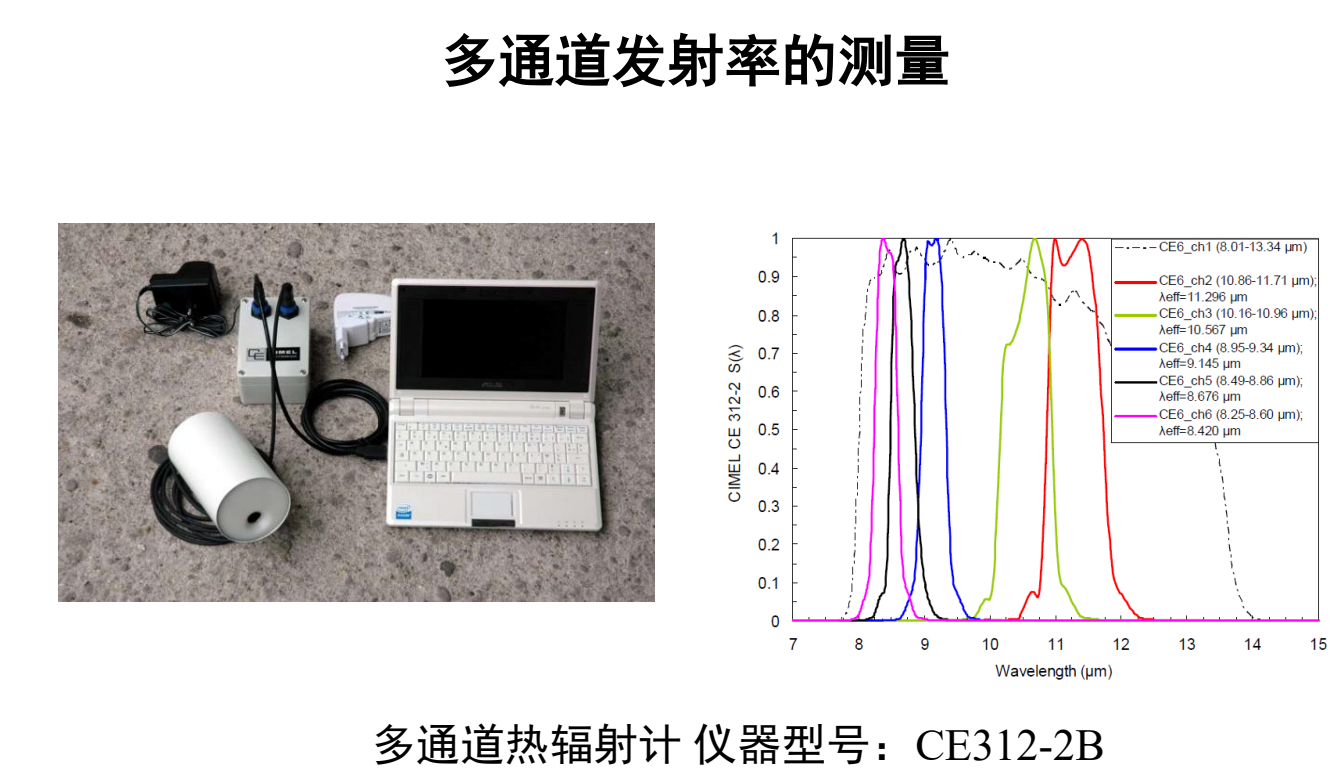 多通道发射率的测量
CIMEL
ASUS
intel
CIMEL CE 312-2 S(λ)
1
0.9
0.8
0.7
0.6
0.5
0.4
0.3
0.2
0.1
0
7 8 9 10 11 12 13 14 15
Wavelength (µm)
CE6_ch1 (8.01-13.34 µm)
CE6_ch2 (10.86-11.71 µm);
λeff=11.296 µm
CE6_ch3 (10.16-10.96 µm);
λeff=10.567 µm
CE6_ch4 (8.95-9.34 µm);
λeff=9.145 µm
CE6_ch5 (8.49-8.86 µm);
λeff=8.676 µm
CE6_ch6 (8.25-8.60 µm);
λeff=8.420 µm
多通道热辐射计 仪器型号：CE312-2B